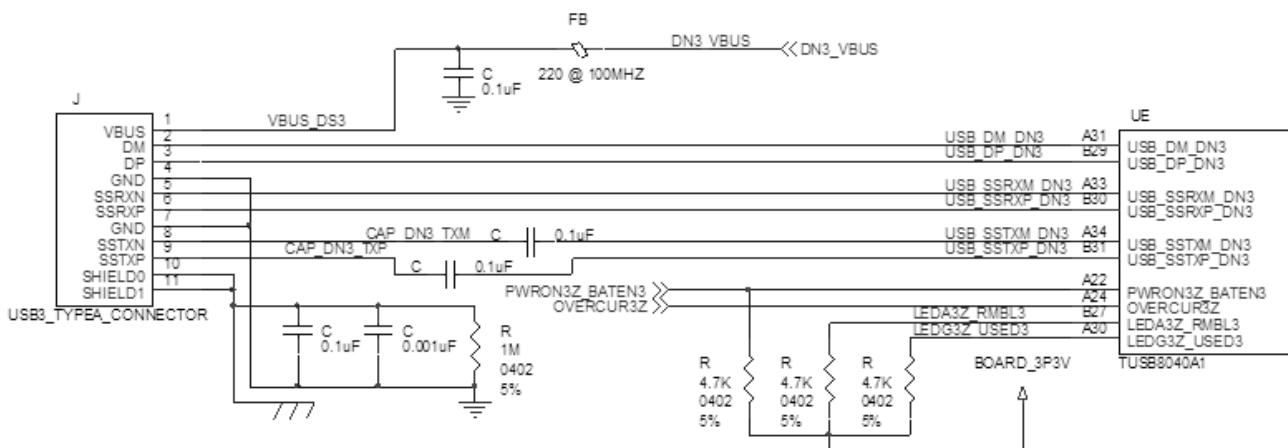 FB
DN3_VBUS
DN3_VBUS
C
0.1uF
220 @ 100MHZ
J
1
VBUS_DS3
UE
VBUS
2
USB_DM_DN3
A31
DM
3
USB_DP_DN3
B29
USB_DM_DN3
DP
4
USB_DP_DN3
GND
5
USB_SSRXM_DN3
A33
SSRXN
6
USB_SSRXP_DN3
B30
USB_SSRXM_DN3
SSRXP
7
USB_SSRXP_DN3
GND
8
CAP_DN3_TXM
C
0.1uF
USB_SSTXM_DN3
A34
SSTXN
9
CAP_DN3_TXP
USB_SSTXP_DN3
B31
USB_SSTXM_DN3
SSTXP
10
C
0.1uF
USB_SSTXP_DN3
SHIELD0
11
SHIELD1
PWRON3Z_BATEN3
A22
PWRON3Z_BATEN3
OVERCUR3Z
A24
OVERCUR3Z
USB3_TYPEA_CONNECTOR
LEDA3Z_RMBL3
B27
LEDA3Z_RMBL3
LEDG3Z_USED3
A30
LEDG3Z_USED3
C
0.1uF
C
0.001uF
R
1M
0402
5%
R
4.7K
0402
5%
R
4.7K
0402
5%
R
4.7K
0402
5%
BOARD_3P3V
TUSB8040A1